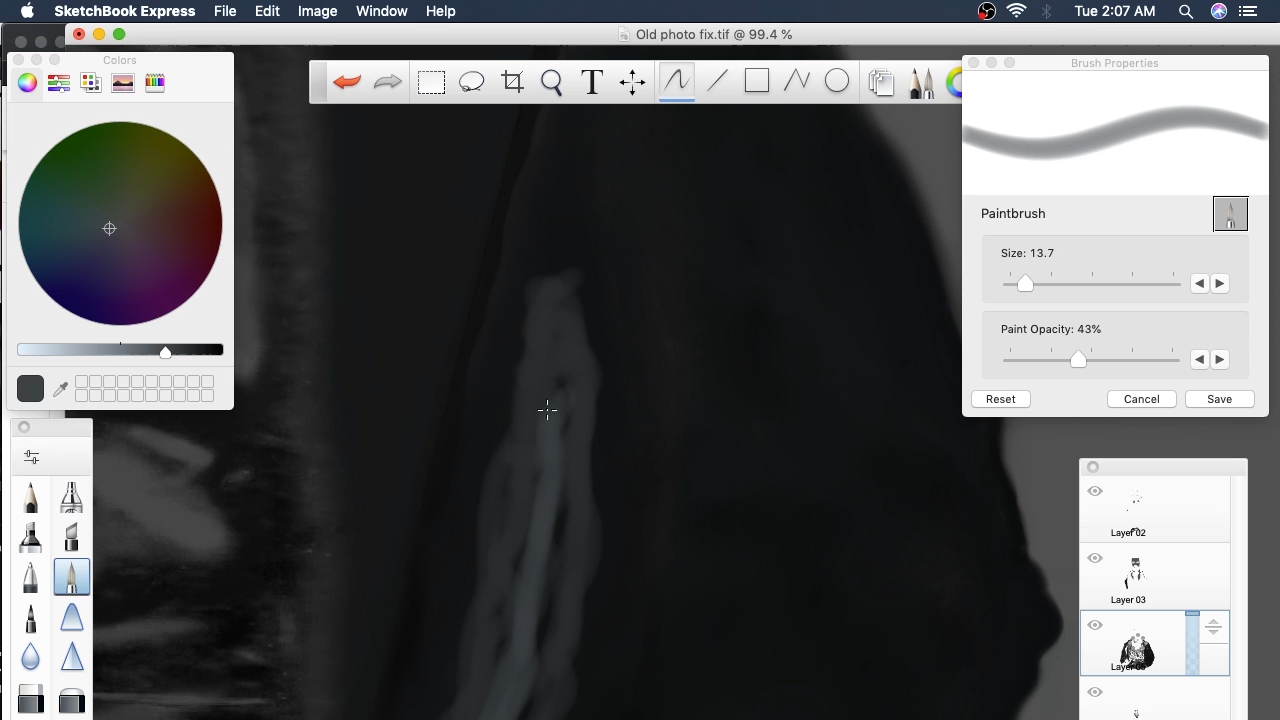 SketchBook Express File Edit Image Window Help Tue 2:07 AM
Old photo fix.tif @ 99.4 %
Colors
T
Brush Properties
Paintbrush
Size: 13.7
Paint Opacity: 43%
Reset Cancel Save
Layer 02
Layer 03